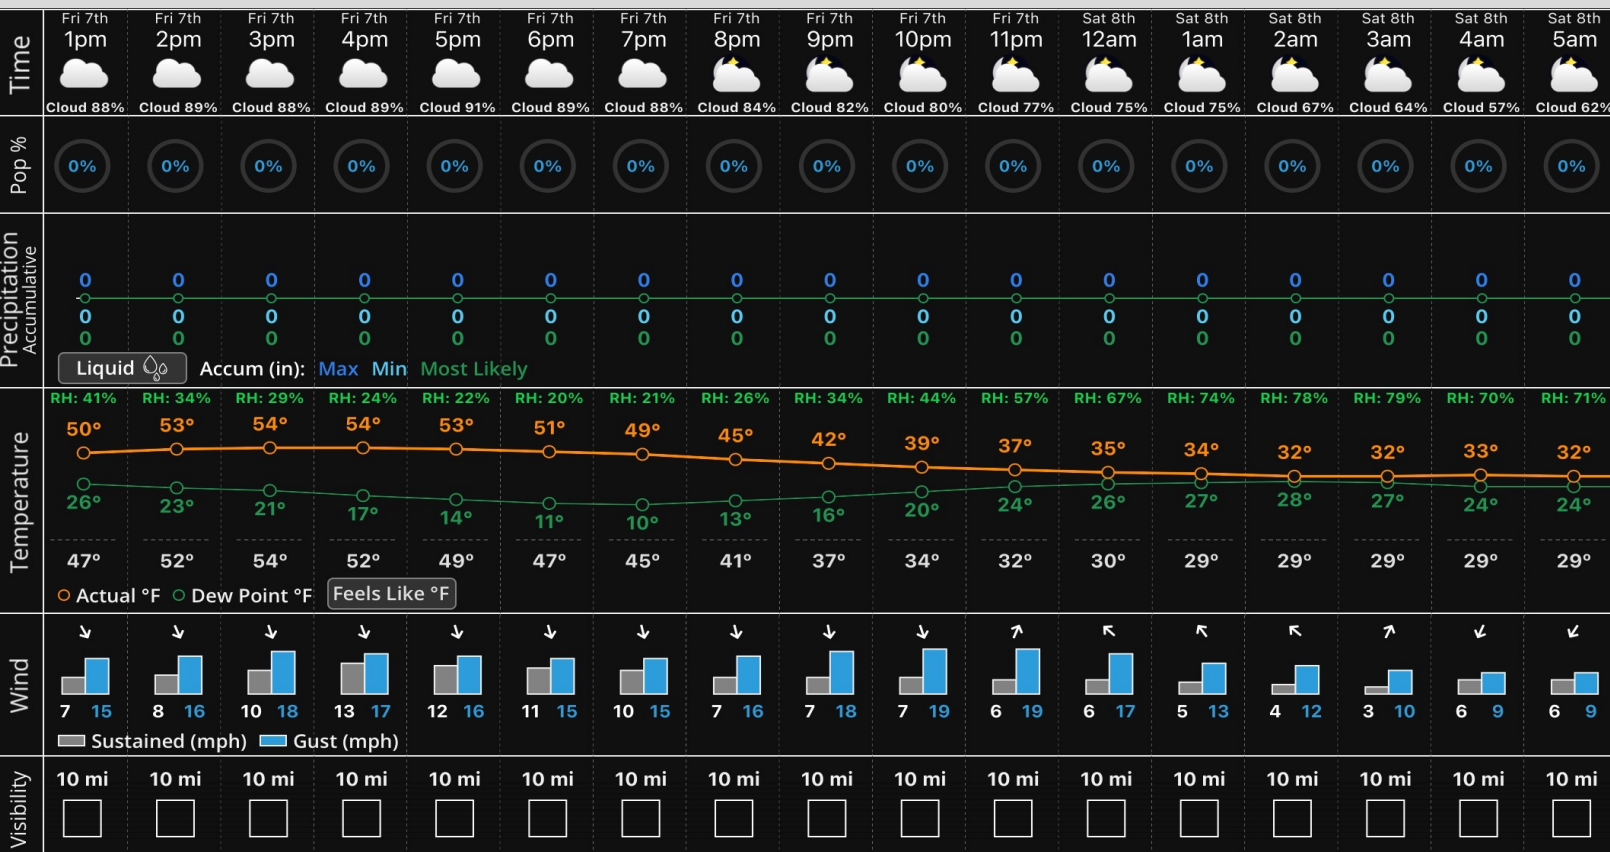 Fri 7th Fri 7th Fri 7th Fri 7th Fri 7th Fri 7th Fri 7th Fri 7th Fri 7th Fri 7th Fri 7th Sat 8th Sat 8th Sat 8th Sat 8th Sat 8th Sat 8th
1pm 2pm 3pm 4pm 5pm 6pm 7pm 8pm 9pm 10pm 11pm 12am 1am 2am 3am 4am 5am
Time
Cloud 88% Cloud 89% Cloud 88% Cloud 89% Cloud 91% Cloud 89% Cloud 88% Cloud 84% Cloud 82% Cloud 80% Cloud 77% Cloud 75% Cloud 75% Cloud 67% Cloud 64% Cloud 57% Cloud 62%
Pop %
0% 0% 0% 0% 0% 0% 0% 0% 0% 0% 0% 0% 0% 0% 0% 0% 0%
Precipitation
Accumulative
0 0 0 0 0 0 0 0 0 0 0 0 0 0 0 0 0
0 0 0 0 0 0 0 0 0 0 0 0 0 0 0 0 0
0 0 0 0 0 0 0 0 0 0 0 0 0 0 0 0 0
Liquid Accum (in): Max Min Most Likely
Temperature
RH: 41% RH: 34% RH: 29% RH: 24% RH: 22% RH: 20% RH: 21% RH: 26% RH: 34% RH: 44% RH: 57% RH: 67% RH: 74% RH: 78% RH: 79% RH: 70% RH: 71%
50° 53° 54° 54° 53° 51° 49° 45° 42° 39° 37° 35° 34° 32° 32° 33° 32°
26° 23° 21° 17° 14° 11° 10° 13° 16° 20° 24° 26° 27° 28° 27° 24° 24°
47° 52° 54° 52° 49° 47° 45° 41° 37° 34° 32° 30° 29° 29° 29° 29° 29°
Actual °F Dew Point °F Feels Like °F
Wind
7 15 8 16 10 18 13 17 12 16 11 15 10 15 7 16 7 18 7 19 6 19 6 17 5 13 4 12 3 10 6 9 6 9
Sustained (mph) Gust (mph)
Visibility
10 mi 10 mi 10 mi 10 mi 10 mi 10 mi 10 mi 10 mi 10 mi 10 mi 10 mi 10 mi 10 mi 10 mi 10 mi 10 mi 10 mi